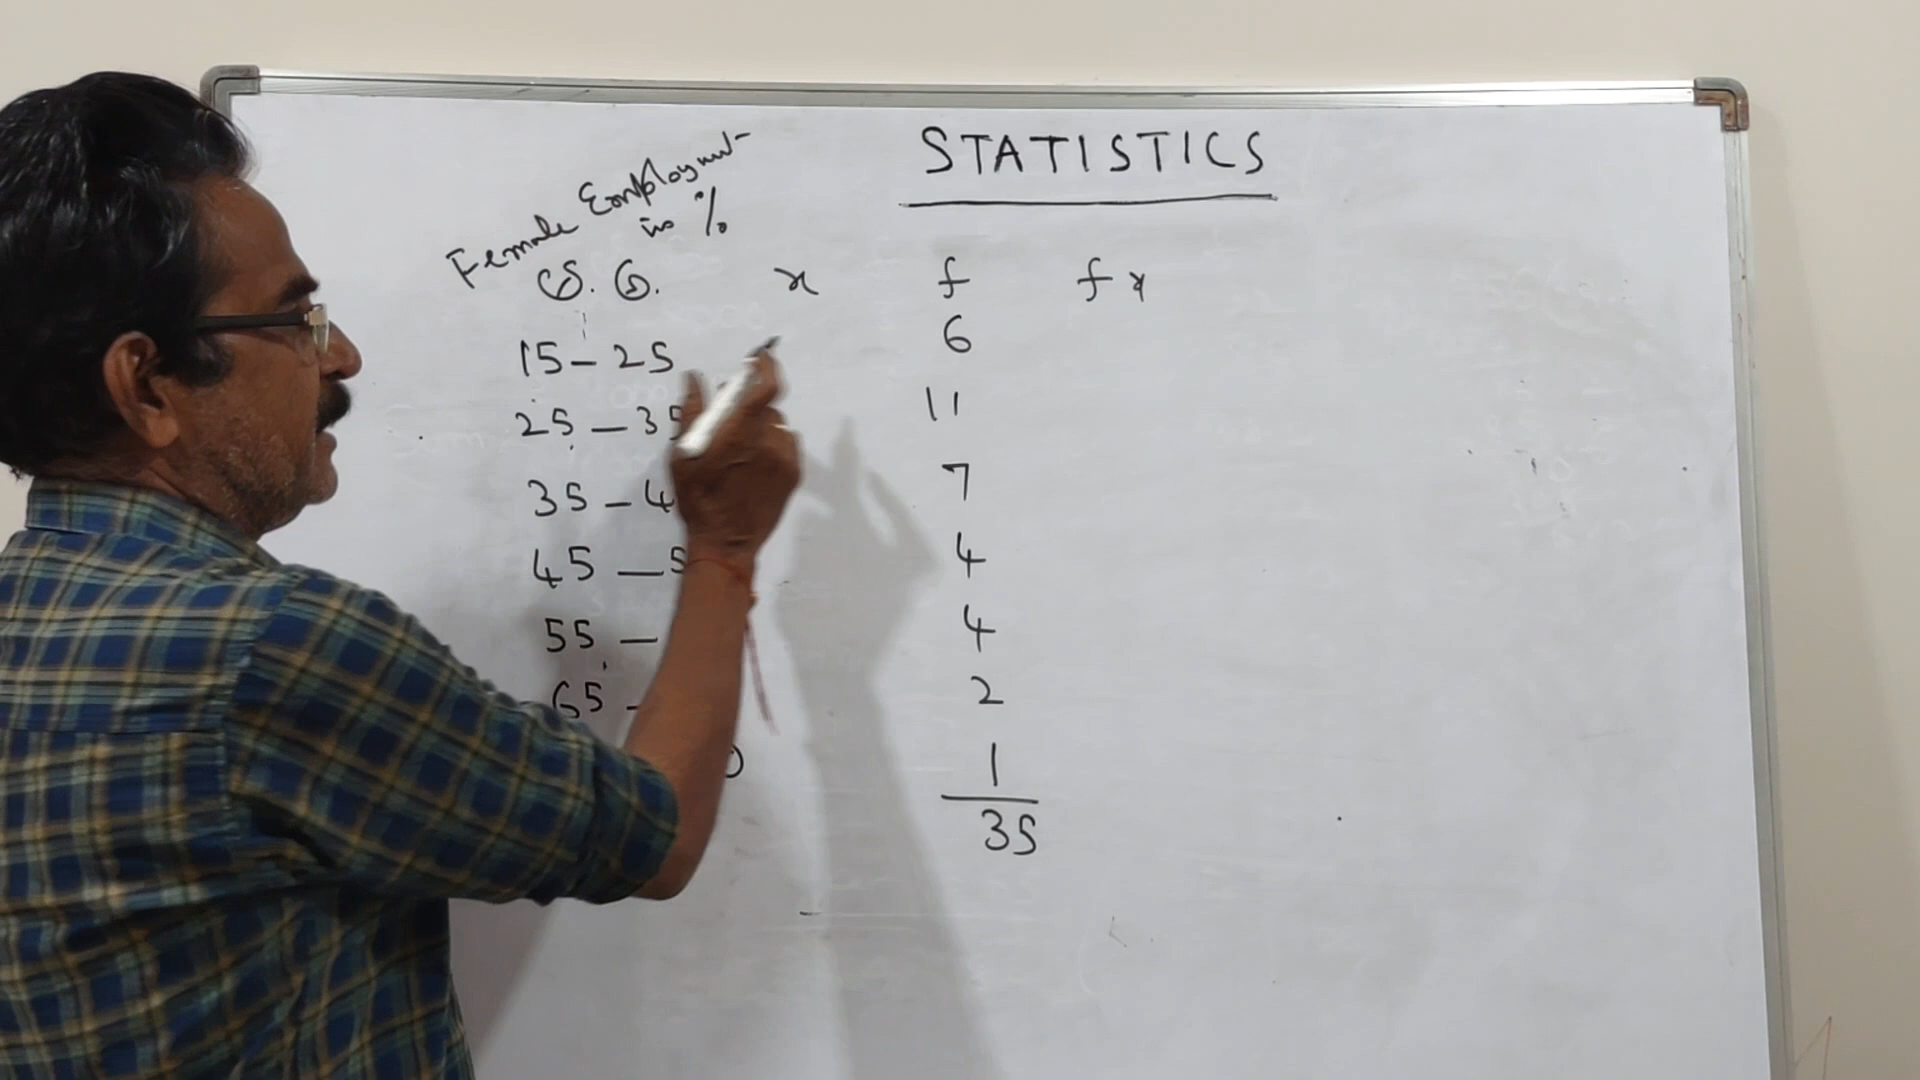 STATISTICS
Female Employment
in %
x f fx
15 - 25 6
25 - 35 11
35 - 4 7
45 - 5 4
55 - 4
65 - 2
0 1
35